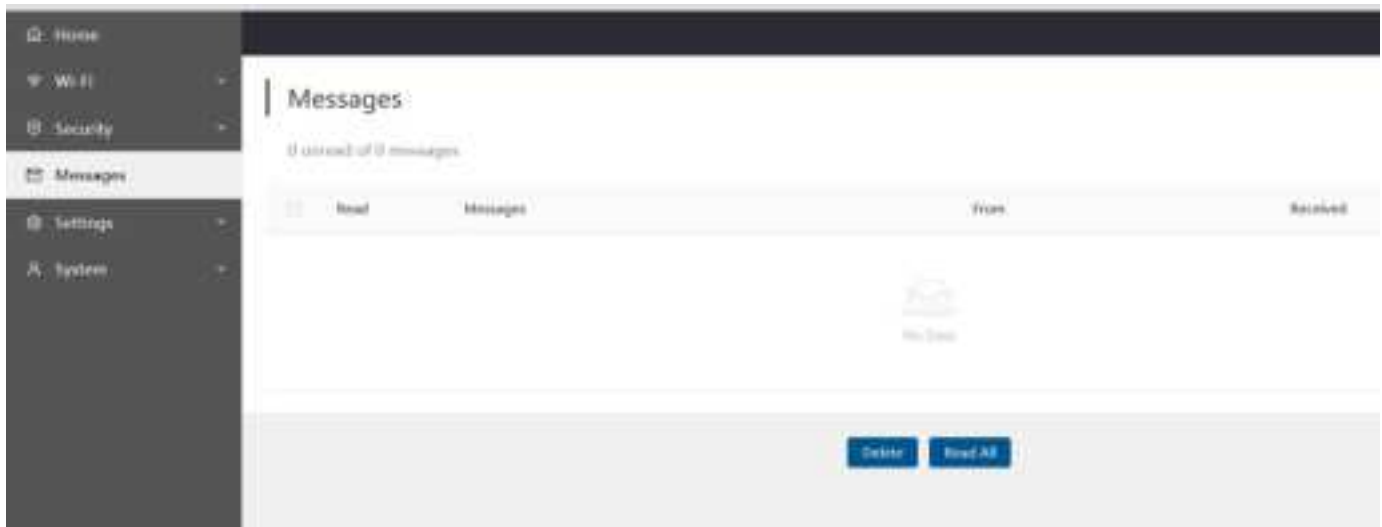 Home
Wi-Fi
Security
Messages
Settings
System
Messages
0 unread of 0 messages
Read Messages From Received
No Data
Delete Read All